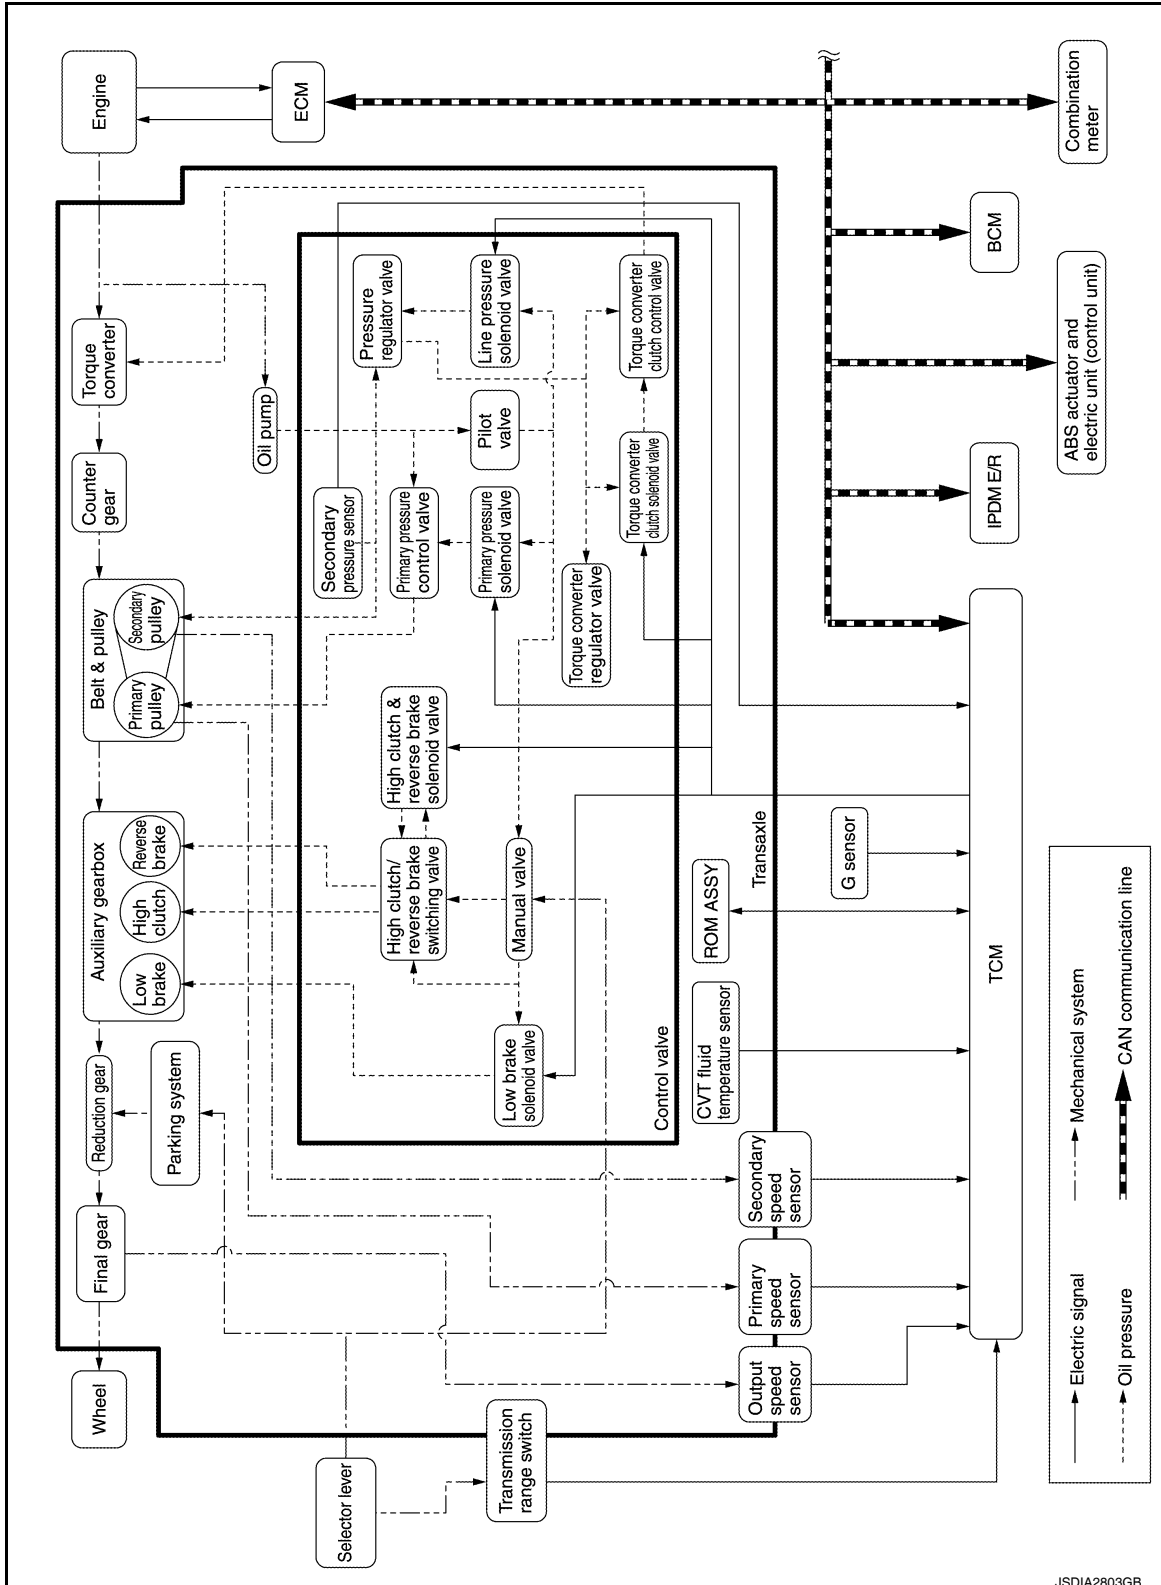 Engine
ECM
Combination
meter
BCM
ABS actuator and
electric unit (control unit)
IPDM E/R
TCM
Torque
converter
Oil pump
Counter
gear
Belt & pulley
Secondary
pulley
Primary
pulley
Auxiliary gearbox
Reverse
brake
High
clutch
Low
brake
Reduction gear
Parking system
Final gear
Wheel
Pressure
regulator valve
Line pressure
solenoid valve
Torque converter
clutch control valve
Pilot
valve
Secondary
pressure sensor
Primary pressure
control valve
Primary pressure
solenoid valve
Torque converter
clutch solenoid valve
Torque converter
regulator valve
High clutch &
reverse brake
solenoid valve
High clutch/
reverse brake
switching valve
Manual valve
Low brake
solenoid valve
Control valve
Transaxle
ROM ASSY
G sensor
CVT fluid
temperature sensor
Secondary
speed
sensor
Primary
speed
sensor
Output
speed
sensor
Transmission
range switch
Selector lever
Electric signal
Mechanical system
Oil pressure
CAN communication line
JSDIA2803GB